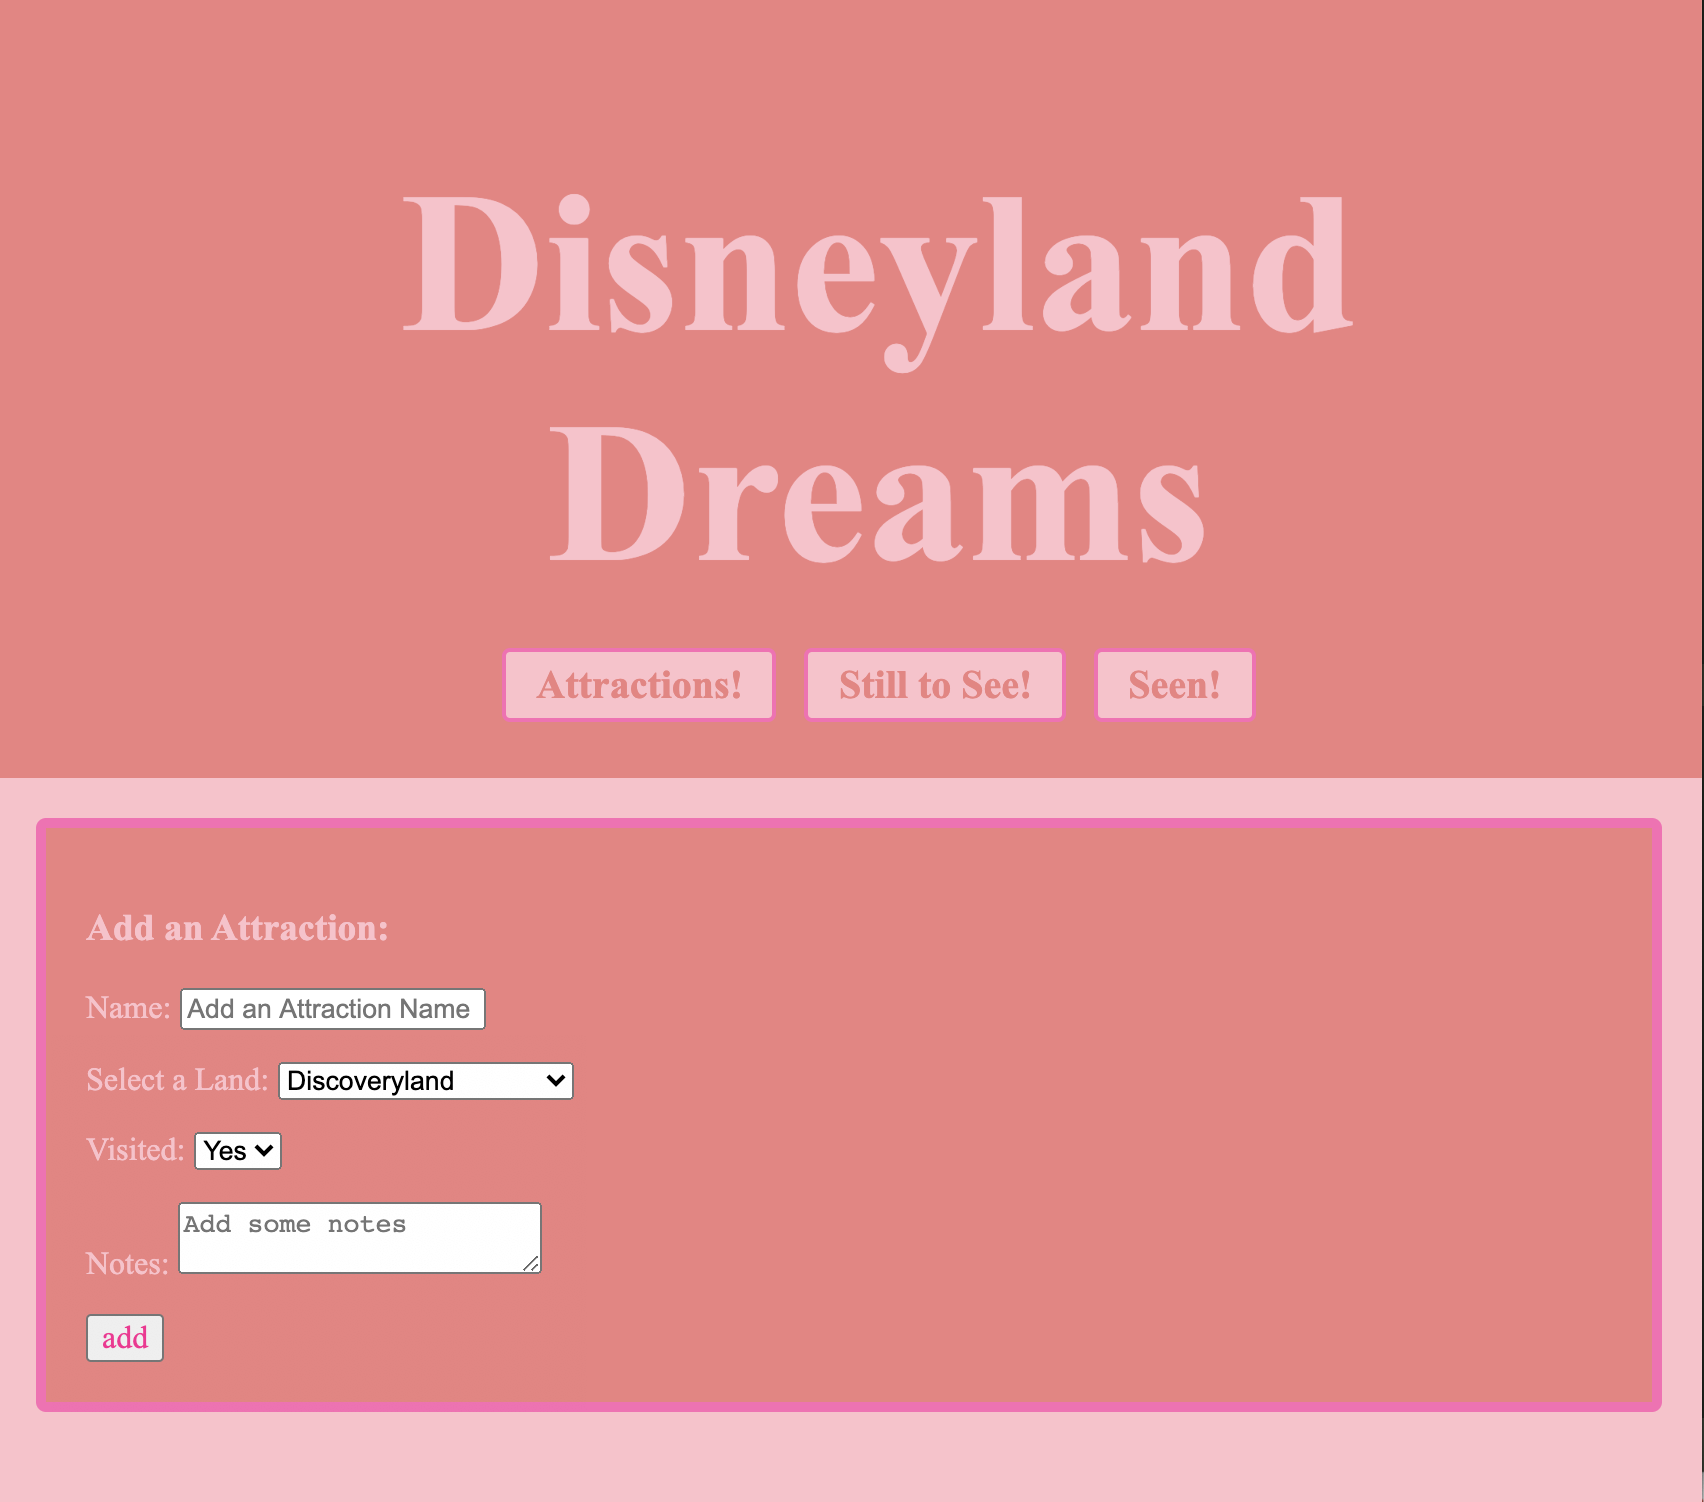 Disneyland
Dreams
Attractions! Still to See! Seen!
Add an Attraction:
Name: Add an Attraction Name
Select a Land: Discoveryland
Visited: Yes
Notes: Add some notes
add